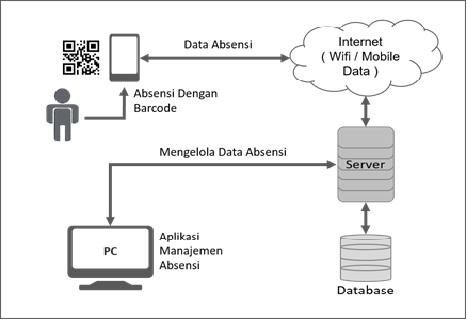 Data Absensi
Internet
( Wifi / Mobile
Data )
Absensi Dengan
Barcode
Mengelola Data Absensi
Server
PC
Aplikasi
Manajemen
Absensi
Database